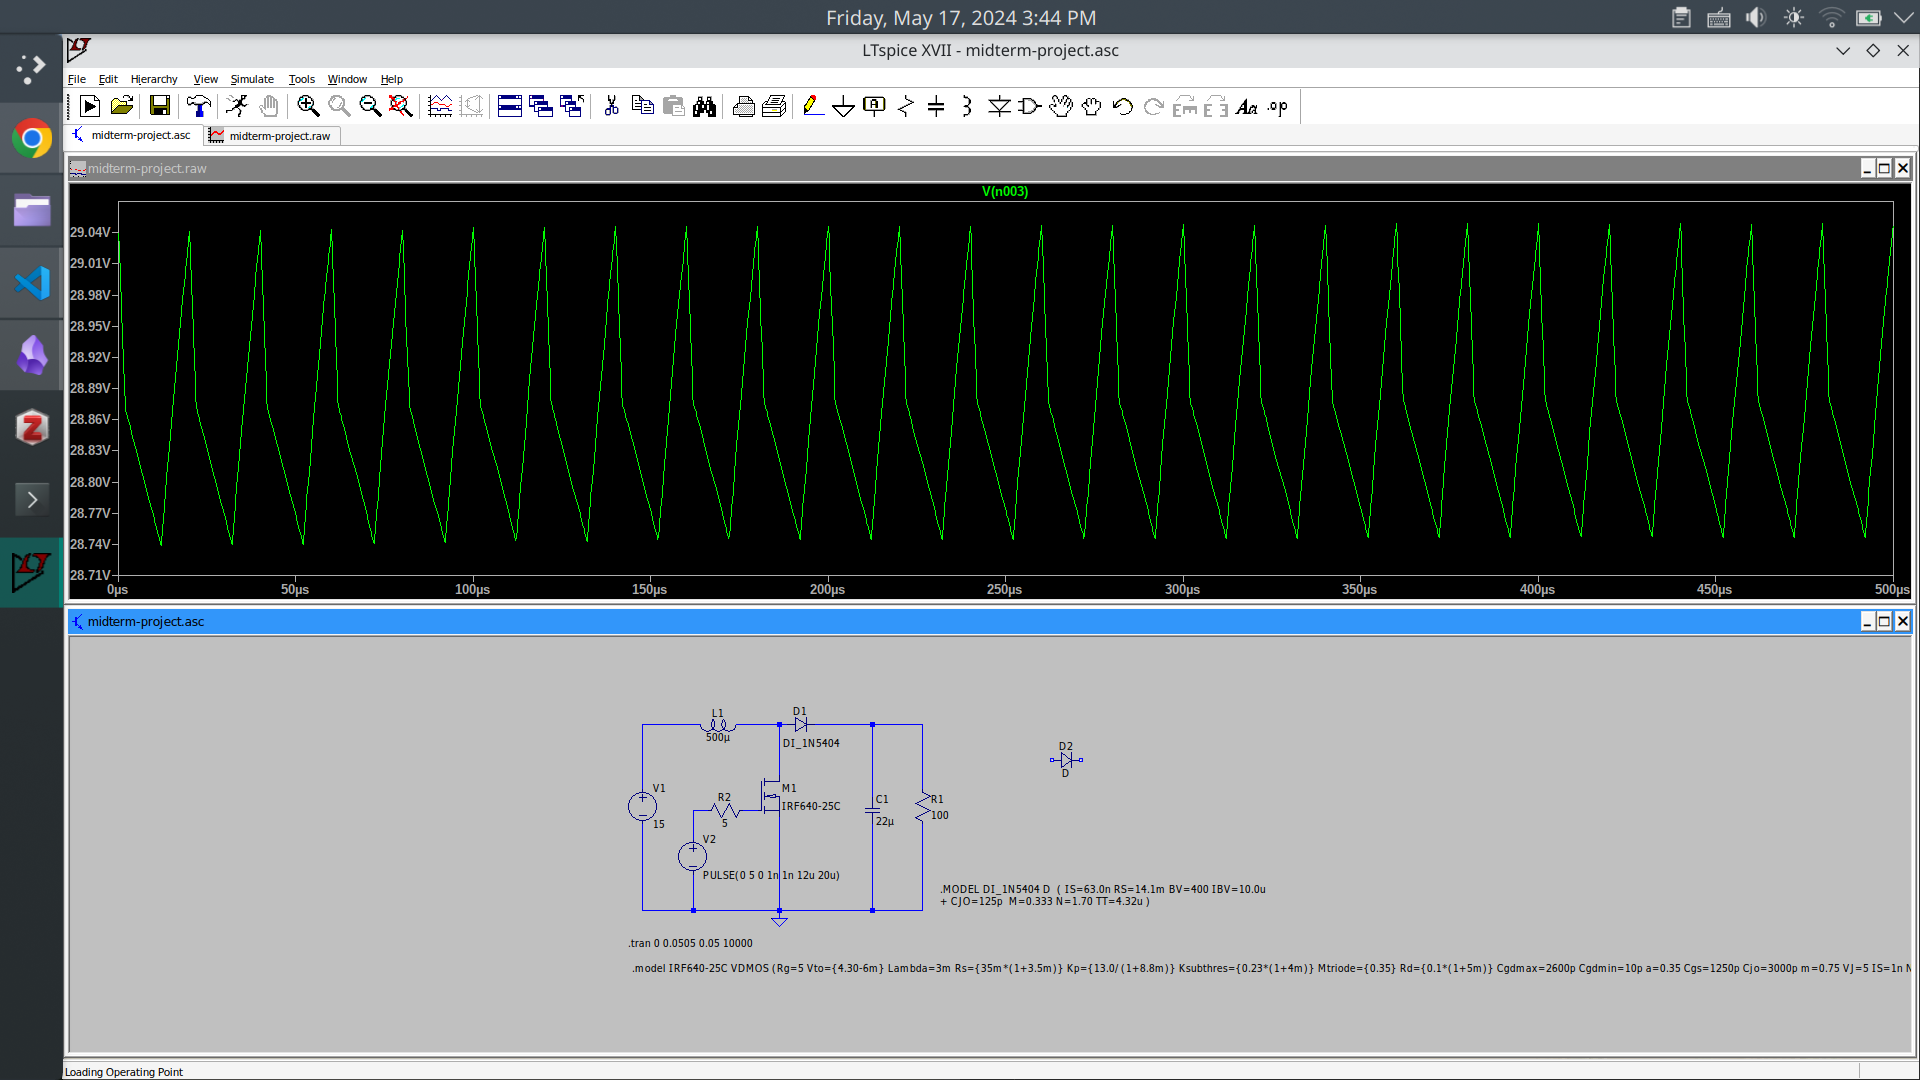 Friday, May 17, 2024 3:44 PM
LTspice XVII - midterm-project.asc
File Edit Hierarchy View Simulate Tools Window Help
A Aa .op
midterm-project.asc midterm-project.raw
midterm-project.raw
V(n003)
29.04V
29.01V
28.98V
28.95V
28.92V
28.89V
28.86V
28.83V
28.80V
28.77V
28.74V
28.71V
0µs 50µs 100µs 150µs 200µs 250µs 300µs 350µs 400µs 450µs 500µs
midterm-project.asc
L1
500µ
D1
DI_1N5404
D2
D
V1
15
R2
5
M1
IRF640-25C
C1
22µ
R1
100
V2
PULSE(0 5 0 1n 1n 12u 20u)
.MODEL DI_1N5404 D ( IS=63.0n RS=14.1m BV=400 IBV=10.0u
+ CJO=125p M=0.333 N=1.70 TT=4.32u )
.tran 0 0.0505 0.05 10000
.model IRF640-25C VDMOS (Rg=5 Vto={4.30-6m} Lambda=3m Rs={35m*(1+3.5m)} Kp={13.0/(1+8.8m)} Ksubthres={0.23*(1+4m)} Mtriode={0.35} Rd={0.1*(1+5m)} Cgdmax=2600p Cgdmin=10p a=0.35 Cgs=1250p Cjo=3000p m=0.75 VJ=5 IS=1n N
Loading Operating Point